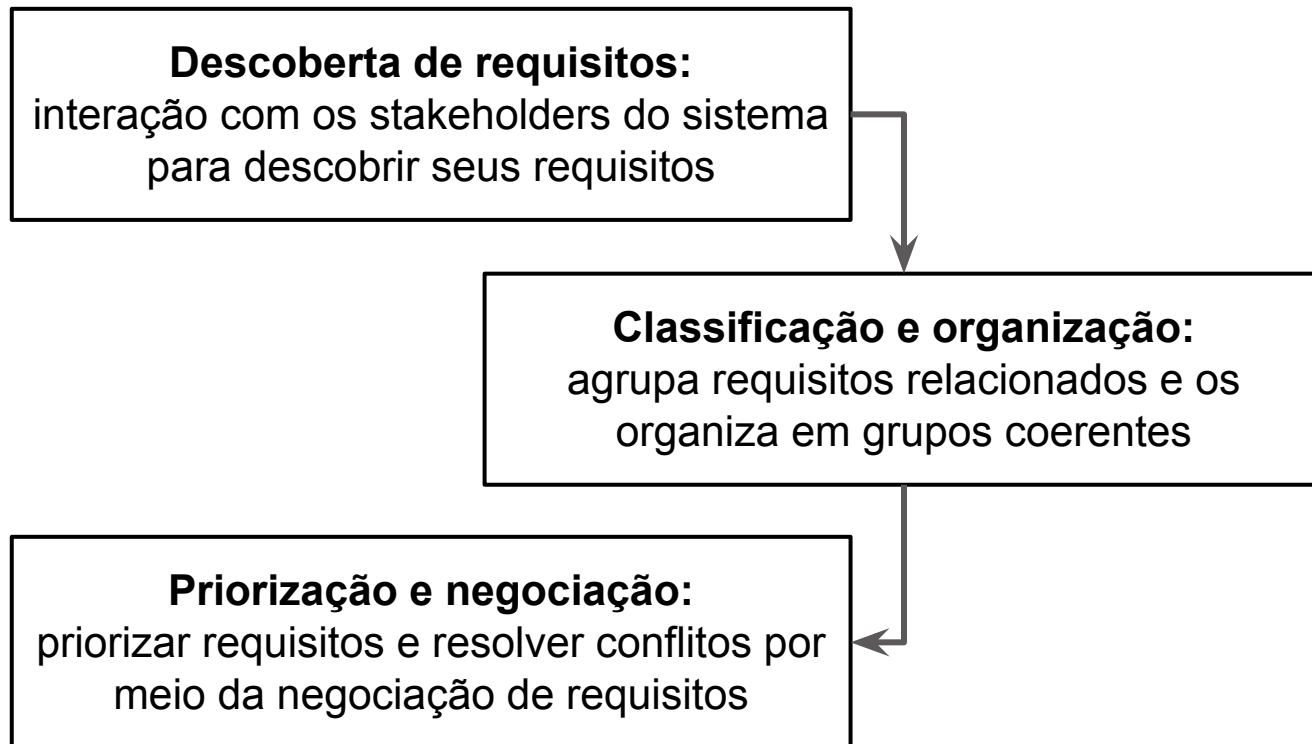 Descoberta de requisitos:
interação com os stakeholders do sistema
para descobrir seus requisitos
Classificação e organização:
agrupa requisitos relacionados e os
organiza em grupos coerentes
Priorização e negociação:
priorizar requisitos e resolver conflitos por
meio da negociação de requisitos